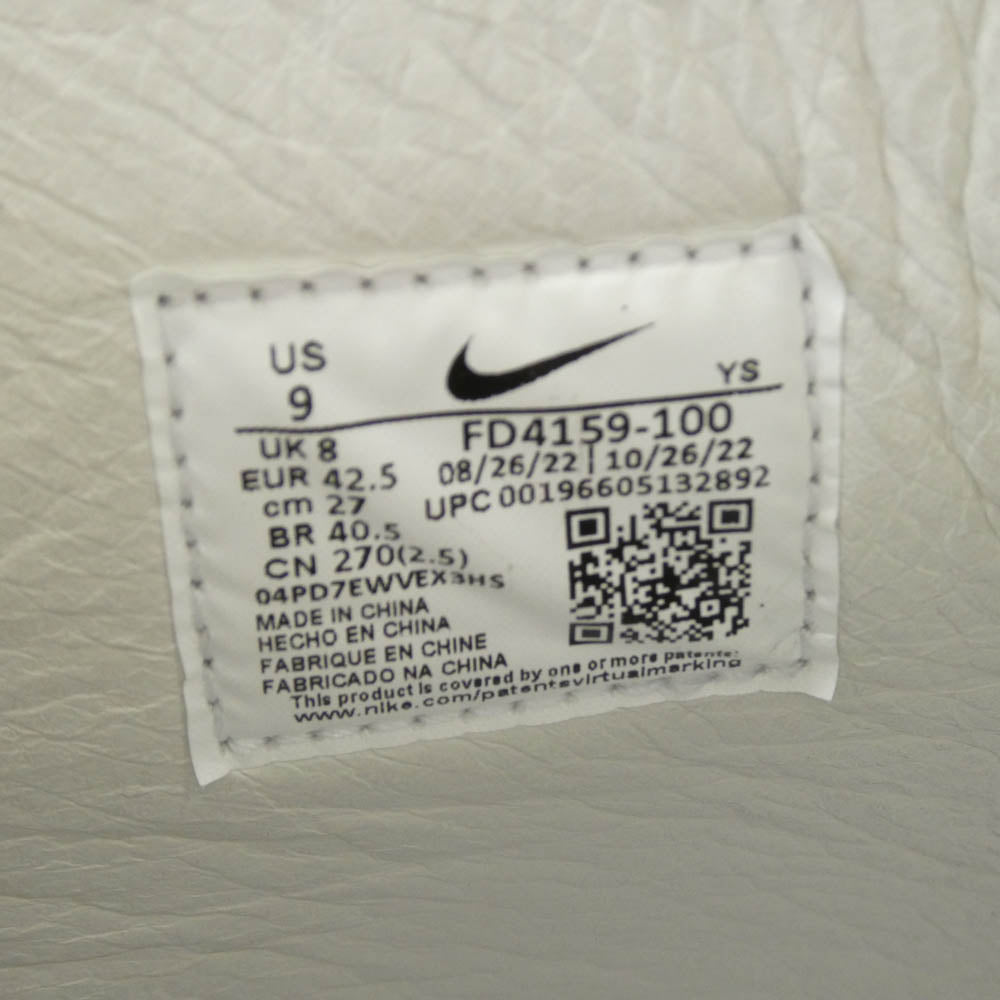 US
9
YS
UK 8
EUR 42.5
cm 27
BR 40.5
CN 270(2.5)
FD4159-100
08/26/22 | 10/26/22
UPC 00196605132892
04PD7EWVEX3HS
MADE IN CHINA
HECHO EN CHINA
FABRIQUE EN CHINE
FABRICADO NA CHINA
This product is covered by one or more patents.
www.nike.com/patentsvirtualmarking